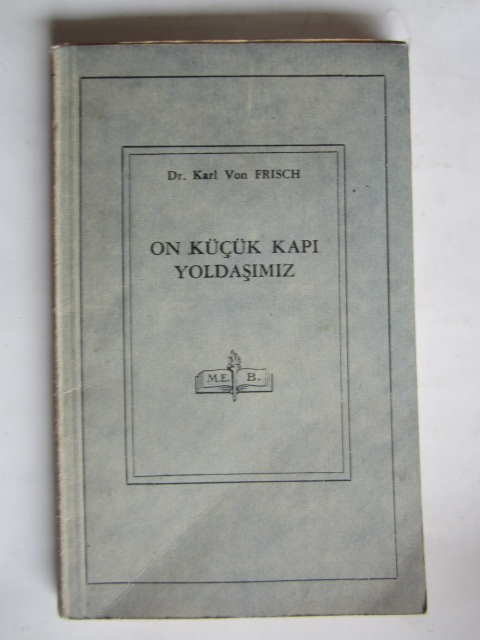 Dr. Karl Von FRISCH
ON KÜÇÜK KAPI
YOLDAŞIMIZ
M.E. B.